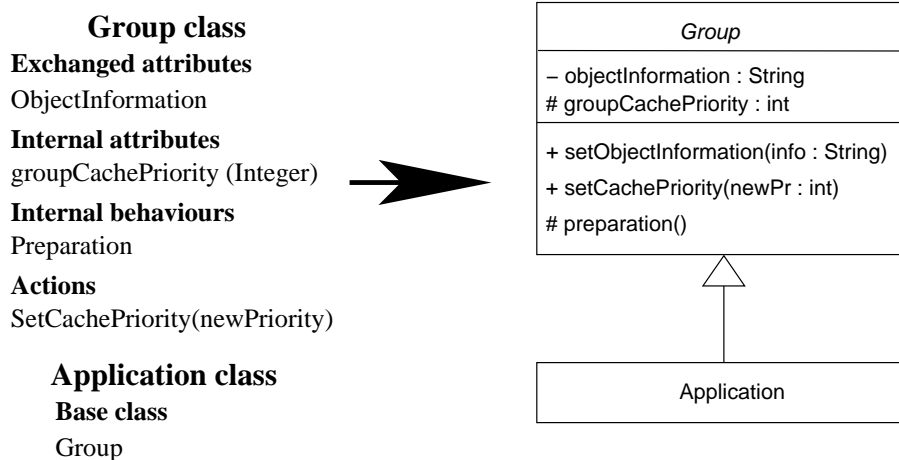 Group class
Exchanged attributes
ObjectInformation
Internal attributes
groupCachePriority (Integer)
Internal behaviours
Preparation
Actions
SetCachePriority(newPriority)
Application class
Base class
Group
Group
− objectInformation : String
# groupCachePriority : int
+ setObjectInformation(info : String)
+ setCachePriority(newPr : int)
# preparation()
Application